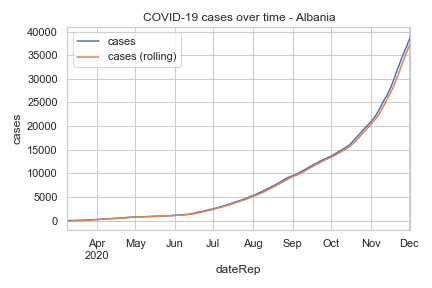 COVID-19 cases over time - Albania
cases
cases (rolling)
40000
35000
30000
25000
20000
15000
10000
5000
0
cases
Apr May Jun Jul Aug Sep Oct Nov Dec
2020
dateRep